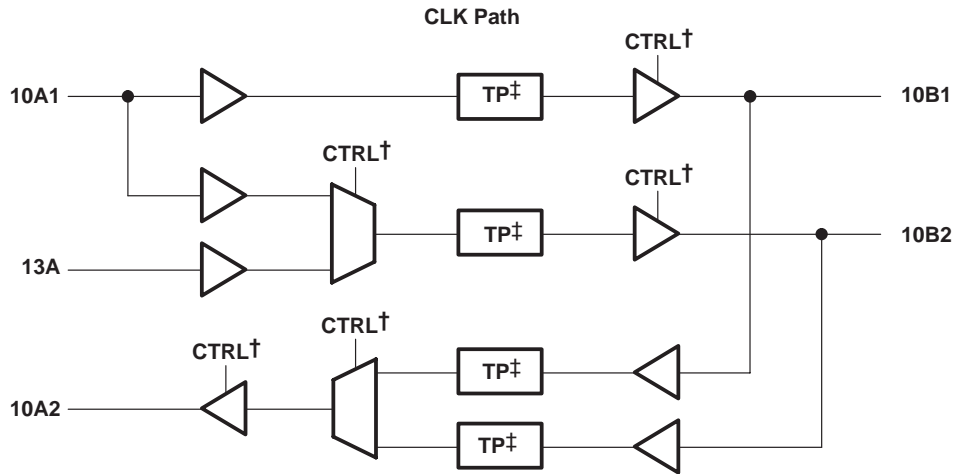 CLK Path
CTRL†
10A1
TP‡
10B1
CTRL†
CTRL†
TP‡
10B2
13A
CTRL†
CTRL†
TP‡
10A2
TP‡